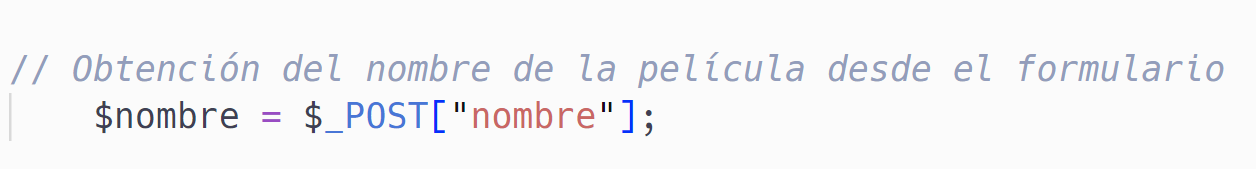 // Obtención del nombre de la película desde el formulario
$nombre = $_POST["nombre"];